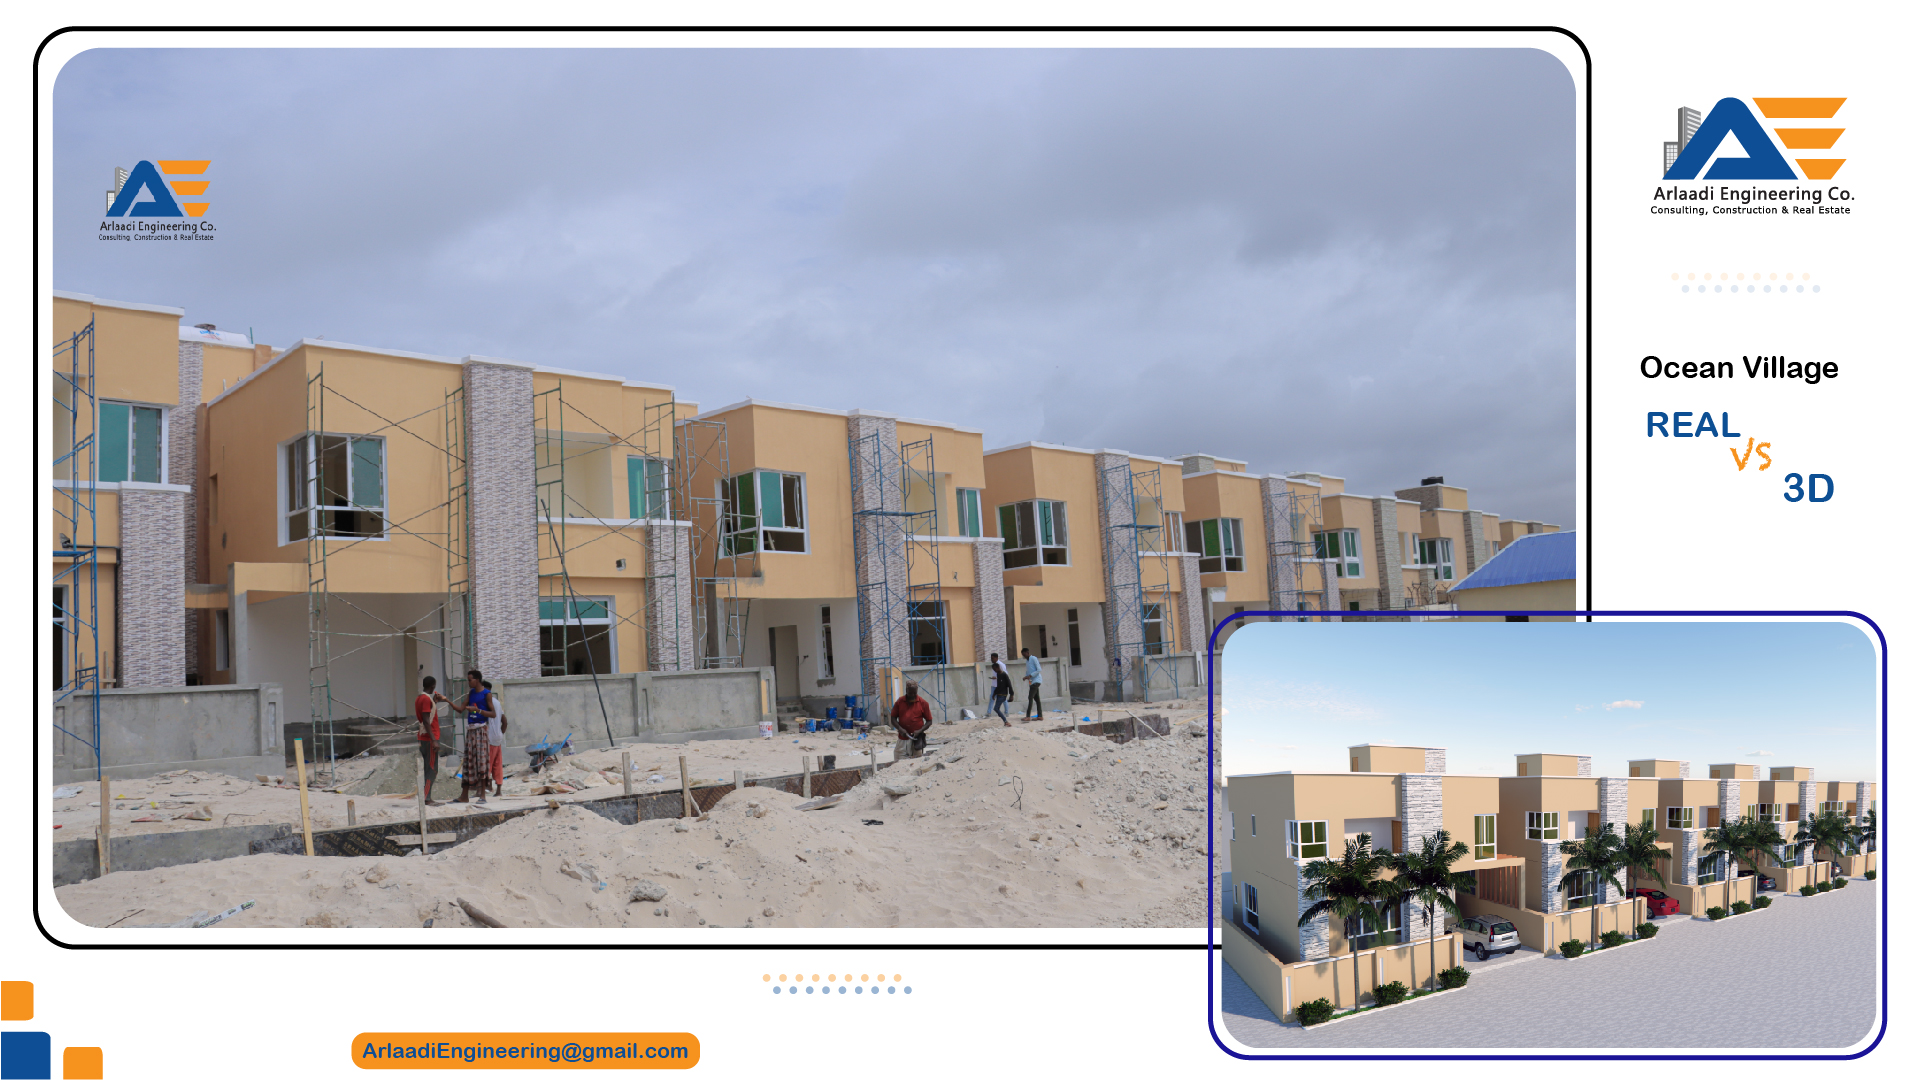 Arlaadi Engineering Co.
Consulting, Construction & Real Estate
Arlaadi Engineering Co.
Consulting, Construction & Real Estate
Ocean Village
REAL
VS
3D
ArlaadiEngineering@gmail.com